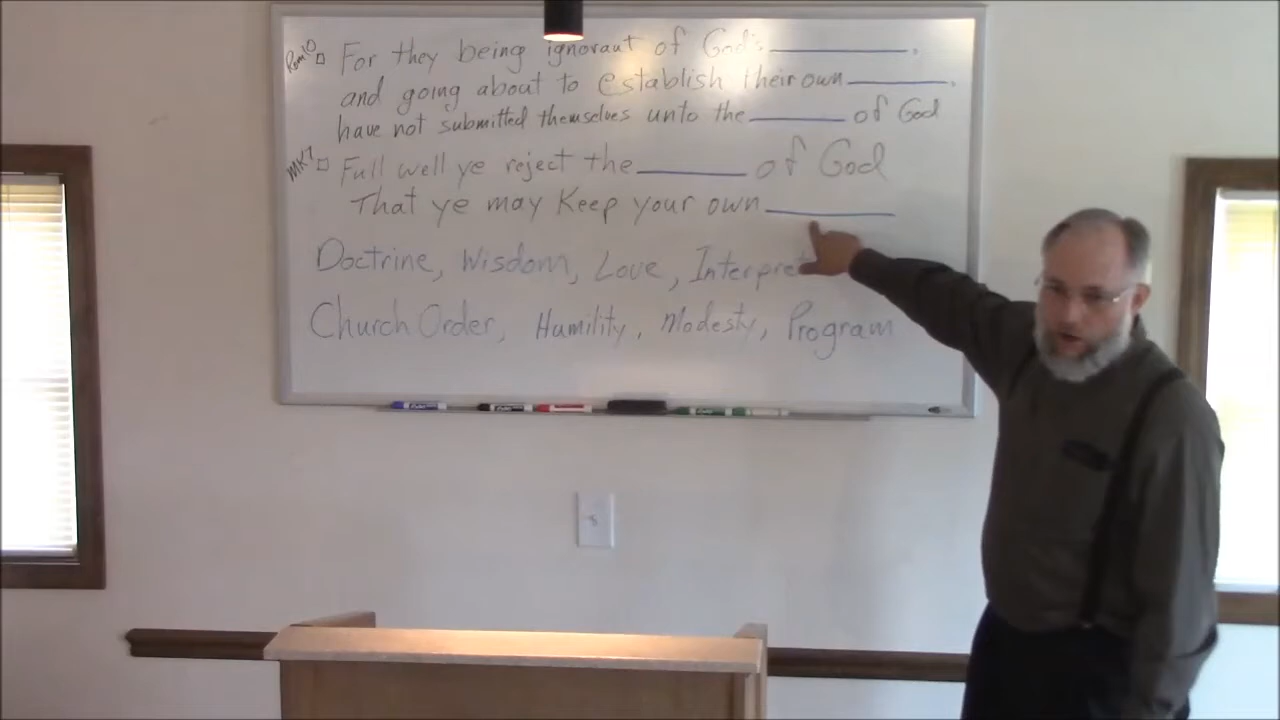 Rom 10 For they being ignorant of God's ________.
and going about to establish their own ________.
have not submitted themselves unto the ________ of God
MK7 Full well ye reject the ________ of God
That ye may Keep your own ________
Doctrine, Wisdom, Love, Interpret
Church Order, Humility, Modesty, Program